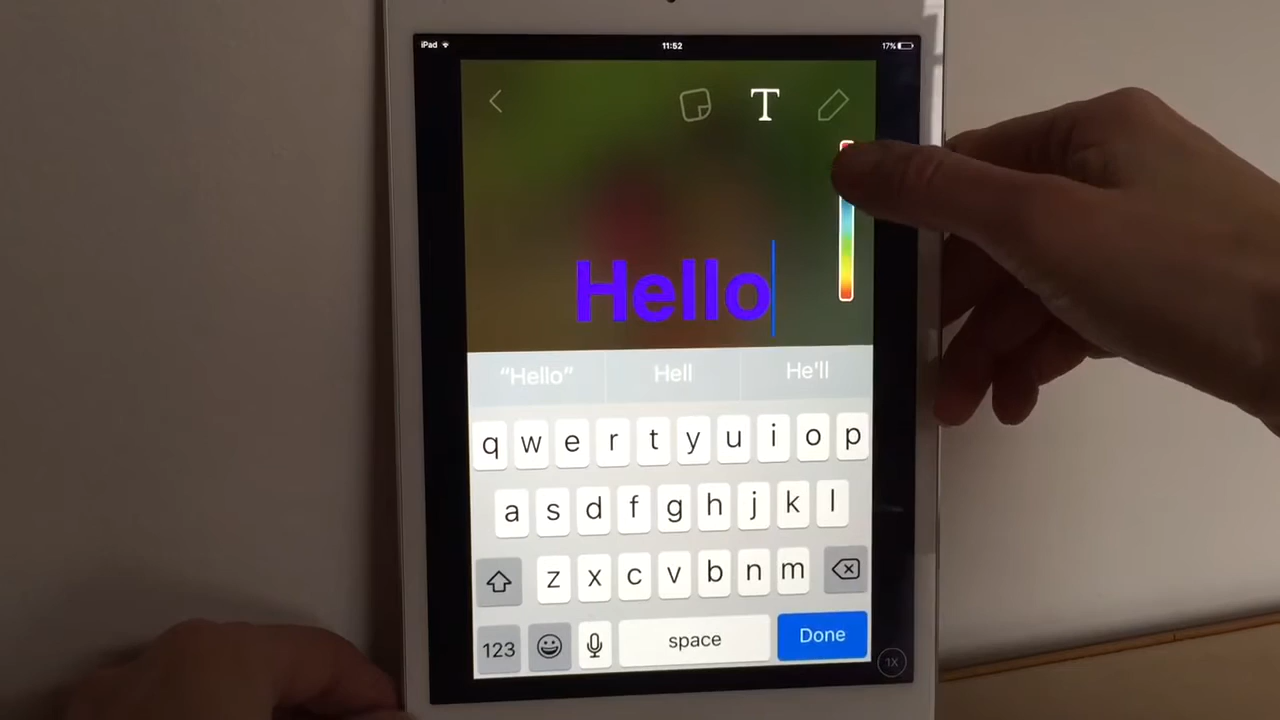 iPad 11:52 17%
T
Hello
“Hello” Hell He'll
q w e r t y u i o p
a s d f g h j k l
z x c v b n m
123 space Done
1X